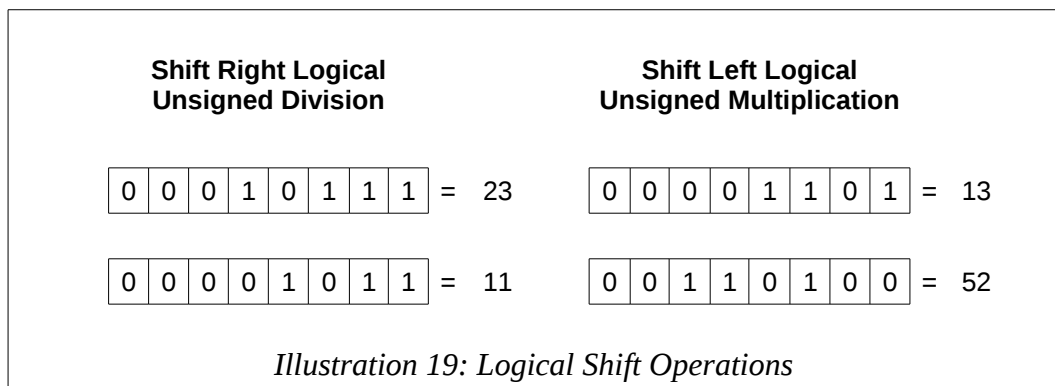 Shift Right Logical
Unsigned Division
0 0 0 1 0 1 1 1 = 23
0 0 0 0 1 0 1 1 = 11
Shift Left Logical
Unsigned Multiplication
0 0 0 0 1 1 0 1 = 13
0 0 1 1 0 1 0 0 = 52
Illustration 19: Logical Shift Operations